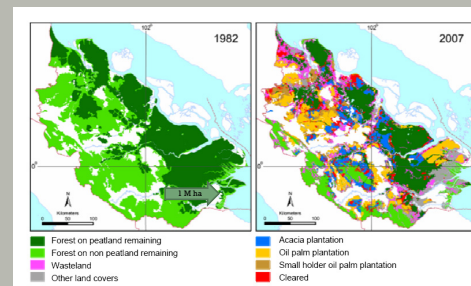 102°
1982
0°
N
1 M ha
Kilometers
0 50 100
102°
2007
0°
N
Kilometers
0 50 100
Forest on peatland remaining
Forest on non peatland remaining
Wasteland
Other land covers
Acacia plantation
Oil palm plantation
Small holder oil palm plantation
Cleared